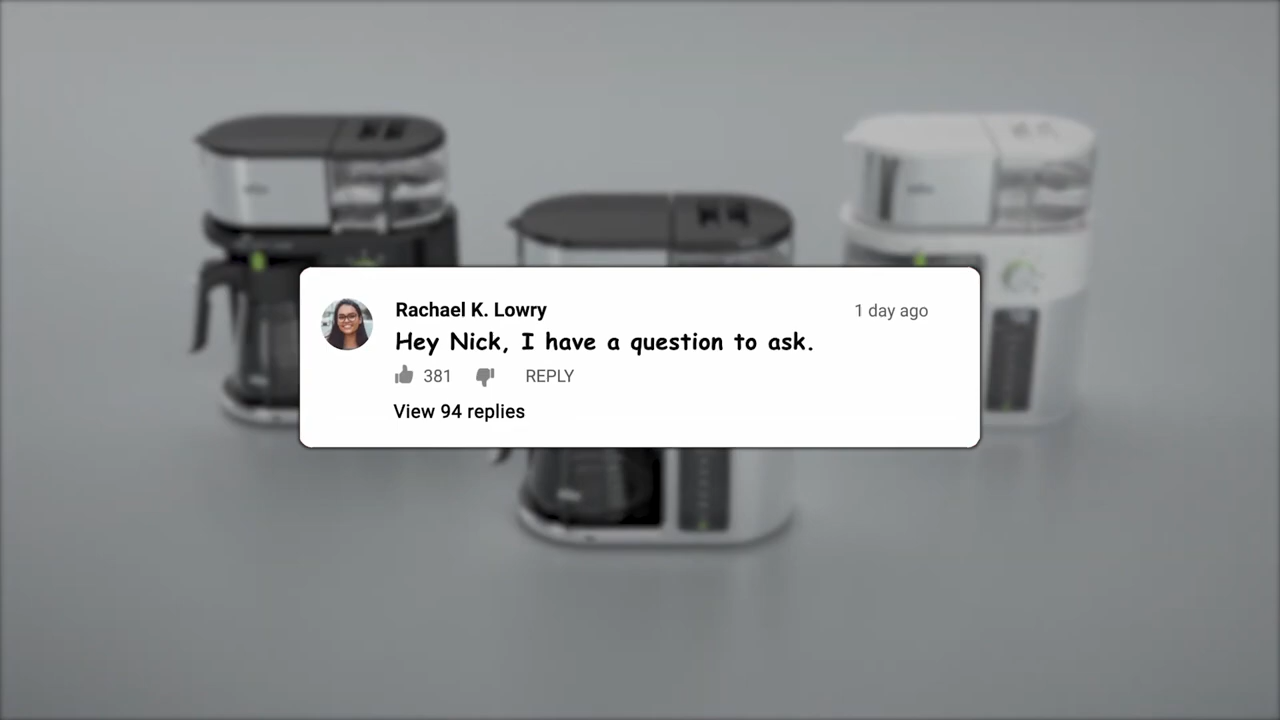 Rachael K. Lowry 1 day ago
Hey Nick, I have a question to ask.
381 REPLY
View 94 replies